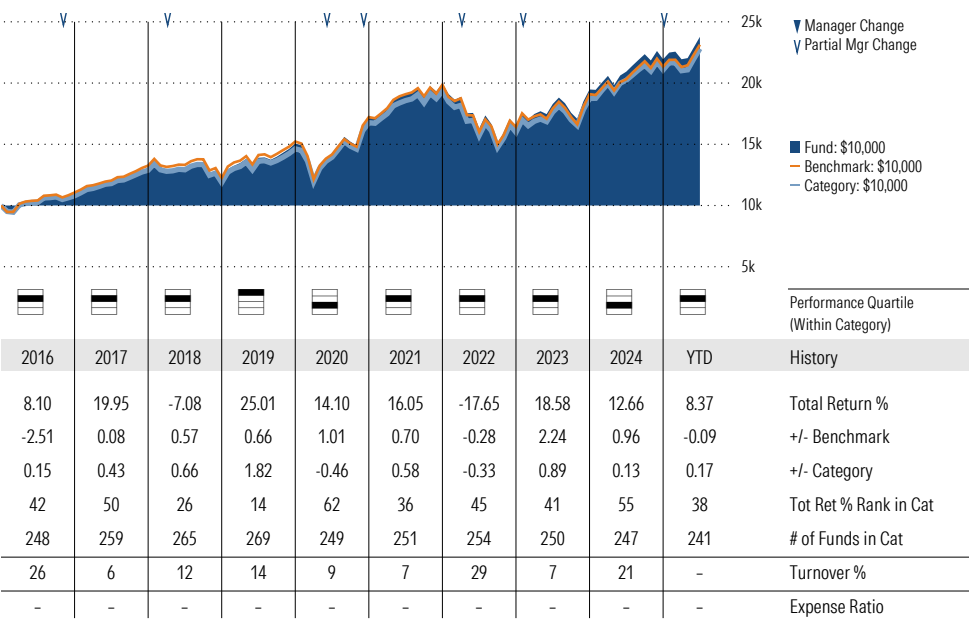 25k
20k
15k
10k
5k
Manager Change
Partial Mgr Change
Fund: $10,000
Benchmark: $10,000
Category: $10,000
Performance Quartile
(Within Category)
2016 2017 2018 2019 2020 2021 2022 2023 2024 YTD History
8.10 19.95 -7.08 25.01 14.10 16.05 -17.65 18.58 12.66 8.37 Total Return %
-2.51 0.08 0.57 0.66 1.01 0.70 -0.28 2.24 0.96 -0.09 +/- Benchmark
0.15 0.43 0.66 1.82 -0.46 0.58 -0.33 0.89 0.13 0.17 +/- Category
42 50 26 14 62 36 45 41 55 38 Tot Ret % Rank in Cat
248 259 265 269 249 251 254 250 247 241 # of Funds in Cat
26 6 12 14 9 7 29 7 21 – Turnover %
– – – – – – – – – – Expense Ratio